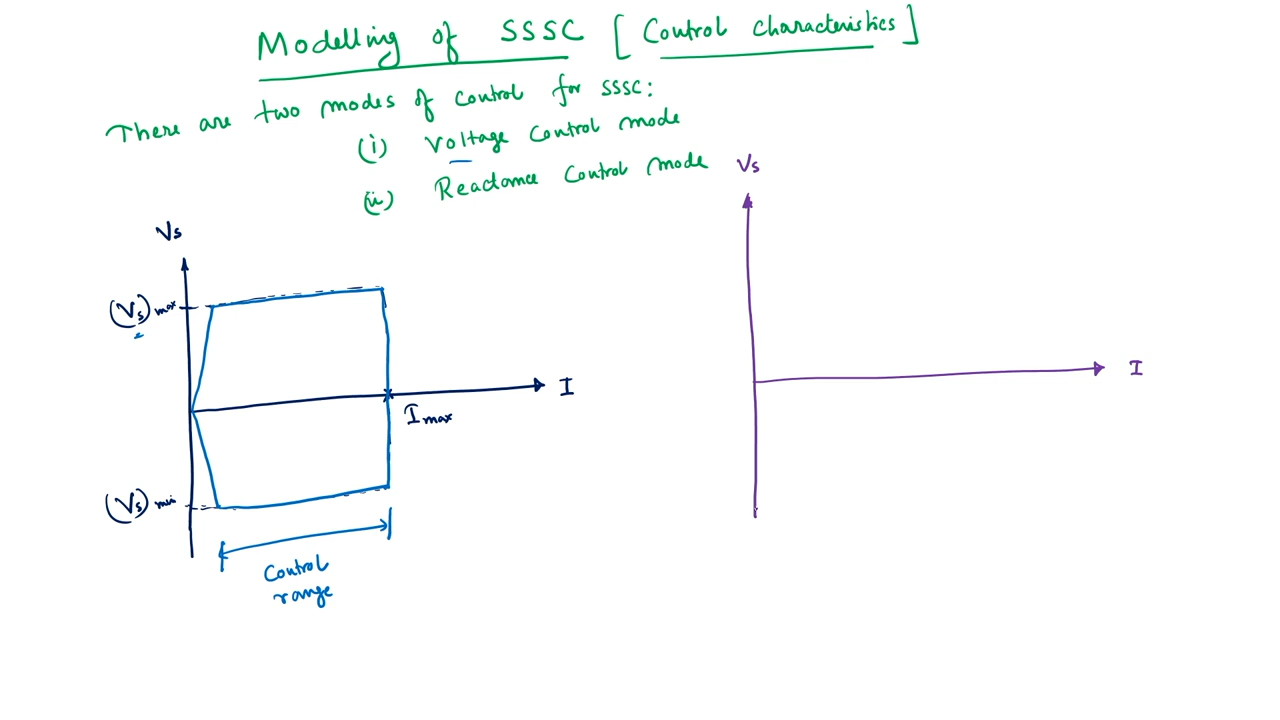 Modelling of SSSC [Control Characteristics]
There are two modes of control for SSSC:
(i) Voltage control mode
(ii) Reactance control mode
Vs
Vs
(Vs) max
I
I
Imax
(Vs) min
Control
range